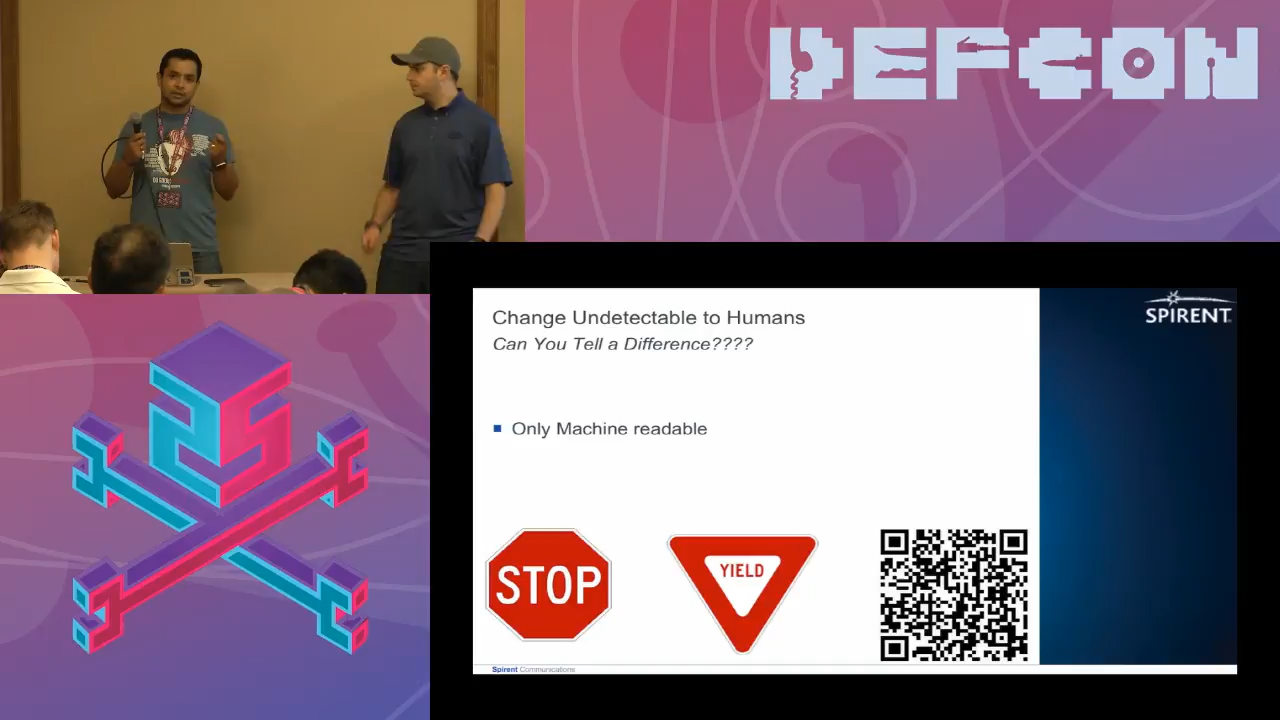 DEFCON
SPIRENT
Change Undetectable to Humans
Can You Tell a Difference????
Only Machine readable
STOP
YIELD
Spirent Communications